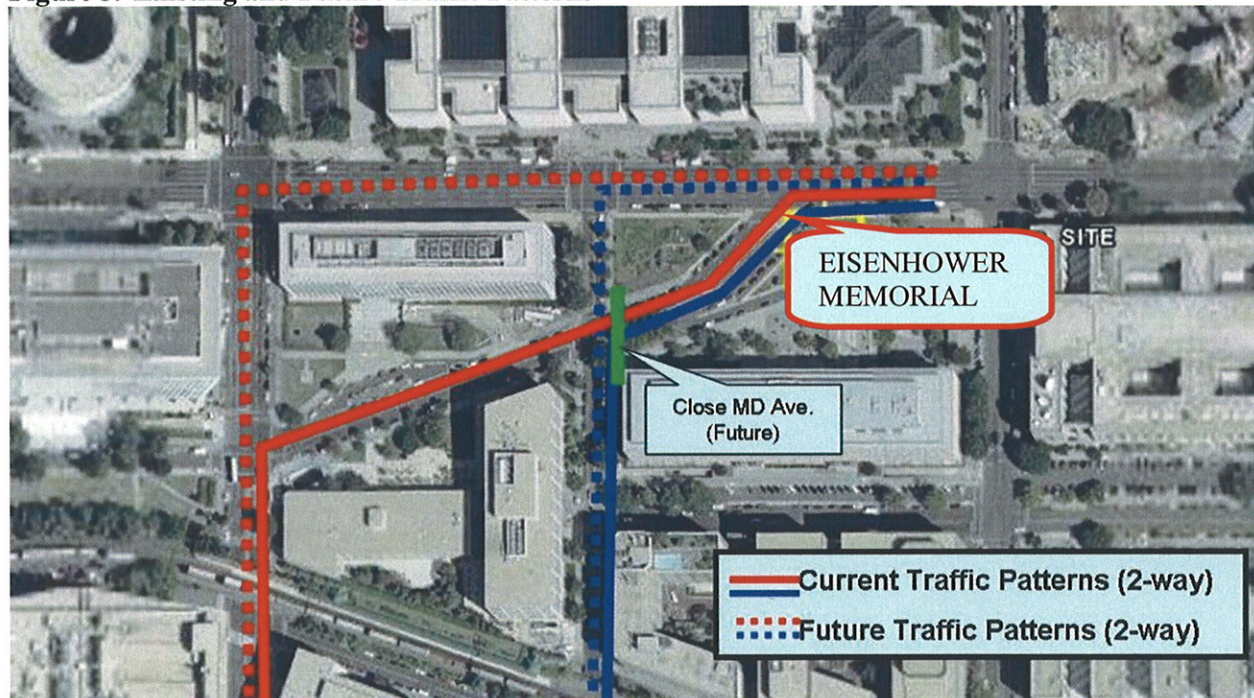 Figure 3: Existing and Future Traffic Patterns
SITE
EISENHOWER
MEMORIAL
Close MD Ave.
(Future)
Current Traffic Patterns (2-way)
Future Traffic Patterns (2-way)